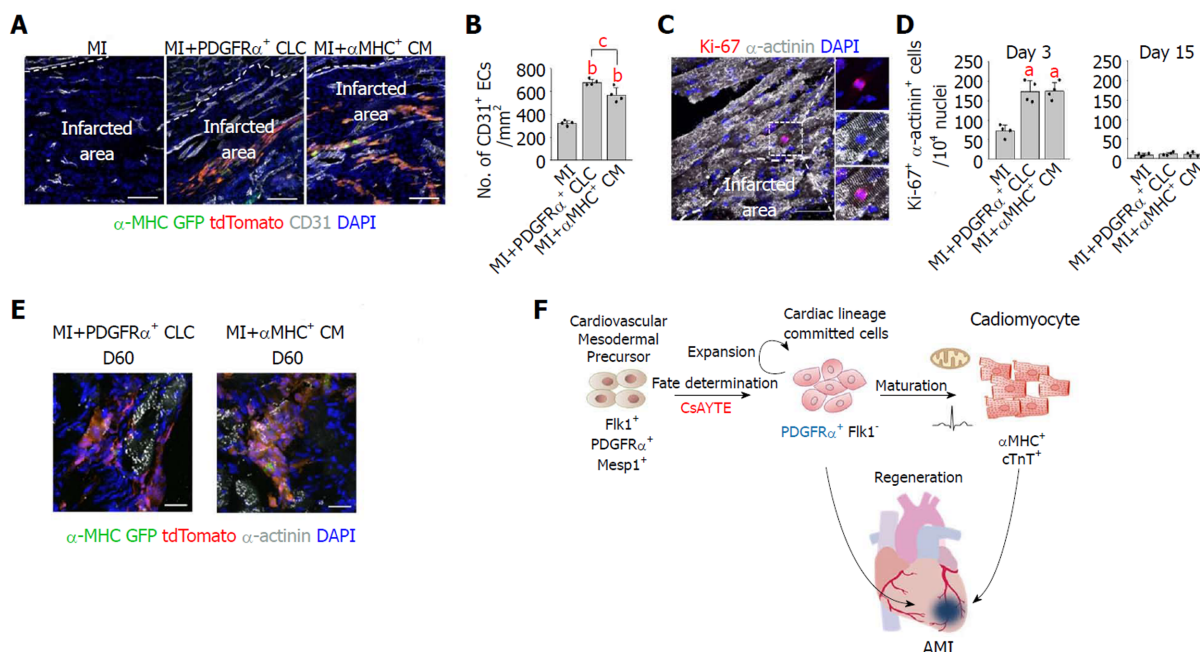 A
MI
MI+PDGFRα+ CLC
MI+αMHC+ CM
Infarcted
area
Infarcted
area
Infarcted
area
α-MHC GFP tdTomato CD31 DAPI
B
No. of CD31+ ECs
/mm2
800
600
400
200
0
b
c
b
MI
MI+PDGFRα+ CLC
MI+αMHC+ CM
C
Ki-67 α-actinin DAPI
Infarcted
area
D
Ki-67+ α-actinin+ cells
/104 nuclei
Day 3
250
200
150
100
50
0
a
a
MI
MI+PDGFRα+ CLC
MI+αMHC+ CM
Day 15
250
200
150
100
50
0
MI
MI+PDGFRα+ CLC
MI+αMHC+ CM
E
MI+PDGFRα+ CLC
D60
MI+αMHC+ CM
D60
α-MHC GFP tdTomato α-actinin DAPI
F
Cardiovascular
Mesodermal
Precursor
Flk1+
PDGFRα+
Mesp1+
Expansion
Fate determination
CsAYTE
Cardiac lineage
committed cells
PDGFRα+ Flk1-
Maturation
Cadiomyocyte
αMHC+
cTnT+
Regeneration
AMI